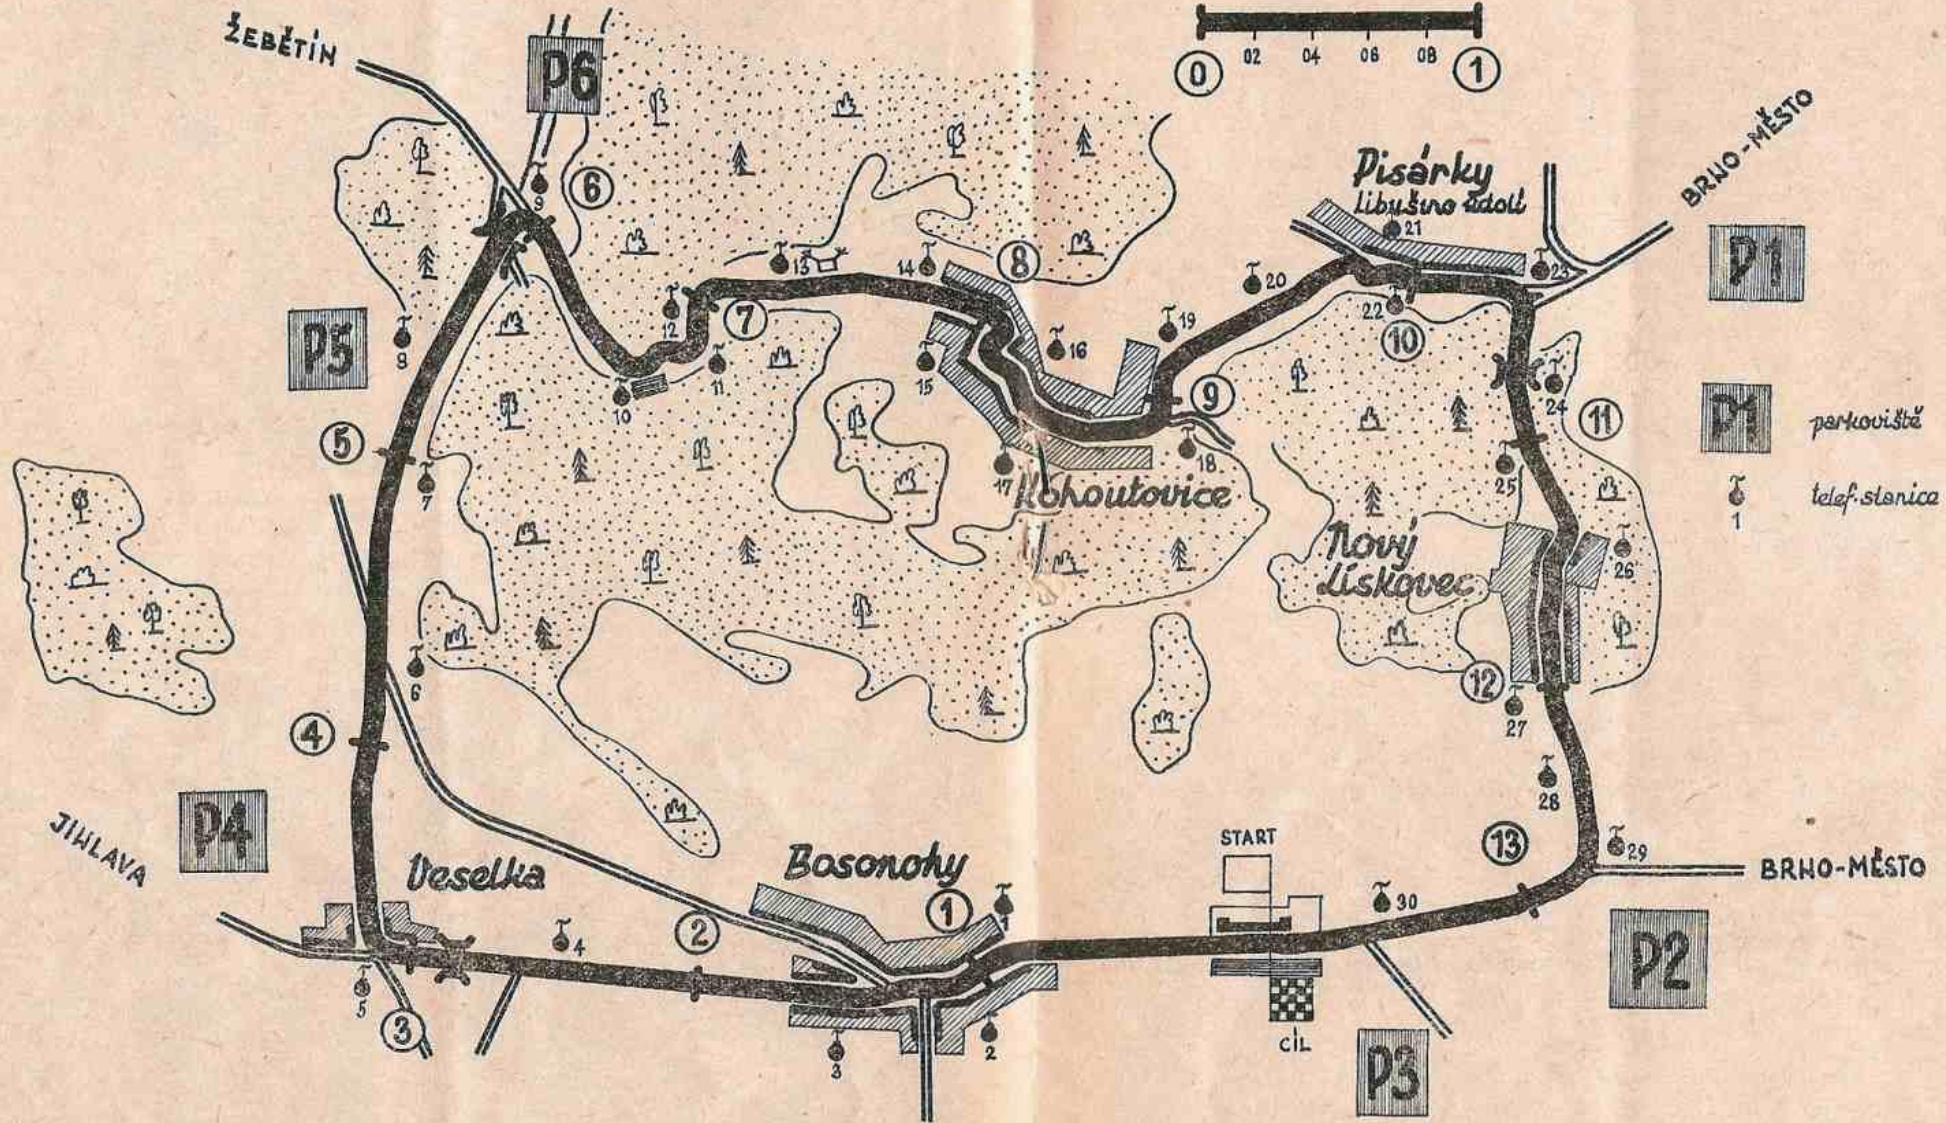 ŽEBĚTÍN
P6
0
02
04
06
08
1
BRNO-MĚSTO
Pisárky
Libušino údolí
P1
P1 parkoviště
1 telef. stanice
P5
P4
JIHLAVA
Veselka
Bosonohy
Kohoutovice
Nový
Lískovec
START
CÍL
BRNO-MĚSTO
P2
P3
1
2
3
4
5
6
7
8
9
10
11
12
13
1
2
3
4
5
6
7
8
9
10
11
12
13
14
15
16
17
18
19
20
21
22
23
24
25
26
27
28
29
30